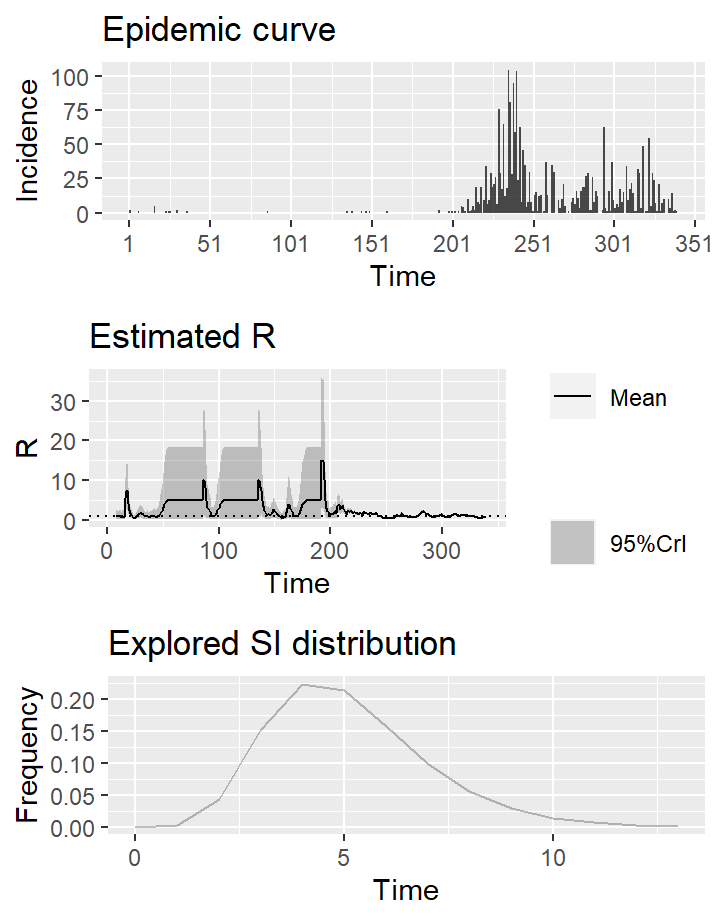 Epidemic curve
Incidence
100
75
50
25
0
1 51 101 151 201 251 301 351
Time
Estimated R
R
30
20
10
0
0 100 200 300
Time
Mean
95%CrI
Explored SI distribution
Frequency
0.20
0.15
0.10
0.05
0.00
0 5 10
Time